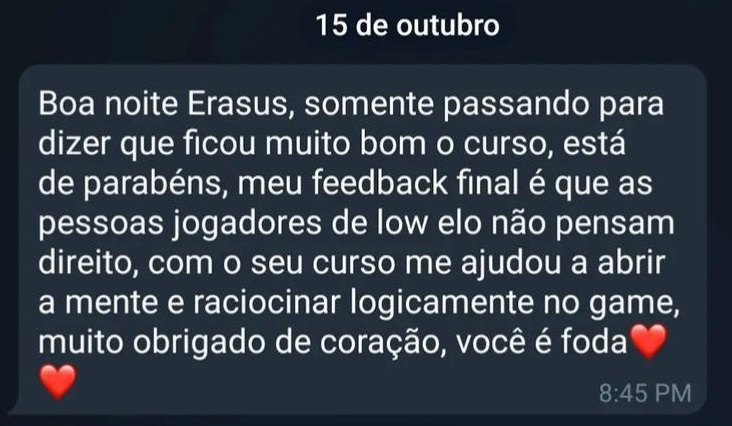 15 de outubro
Boa noite Erasus, somente passando para
dizer que ficou muito bom o curso, está
de parabéns, meu feedback final é que as
pessoas jogadores de low elo não pensam
direito, com o seu curso me ajudou a abrir
a mente e raciocinar logicamente no game,
muito obrigado de coração, você é foda❤️
❤️
8:45 PM